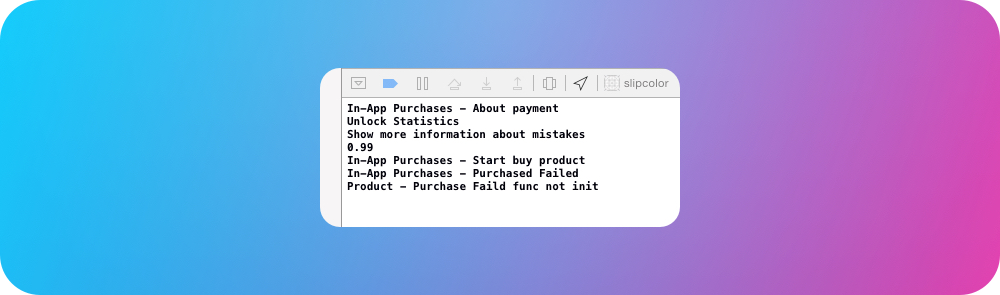 slipcolor
In-App Purchases - About payment
Unlock Statistics
Show more information about mistakes
0.99
In-App Purchases - Start buy product
In-App Purchases - Purchased Failed
Product - Purchase Faild func not init